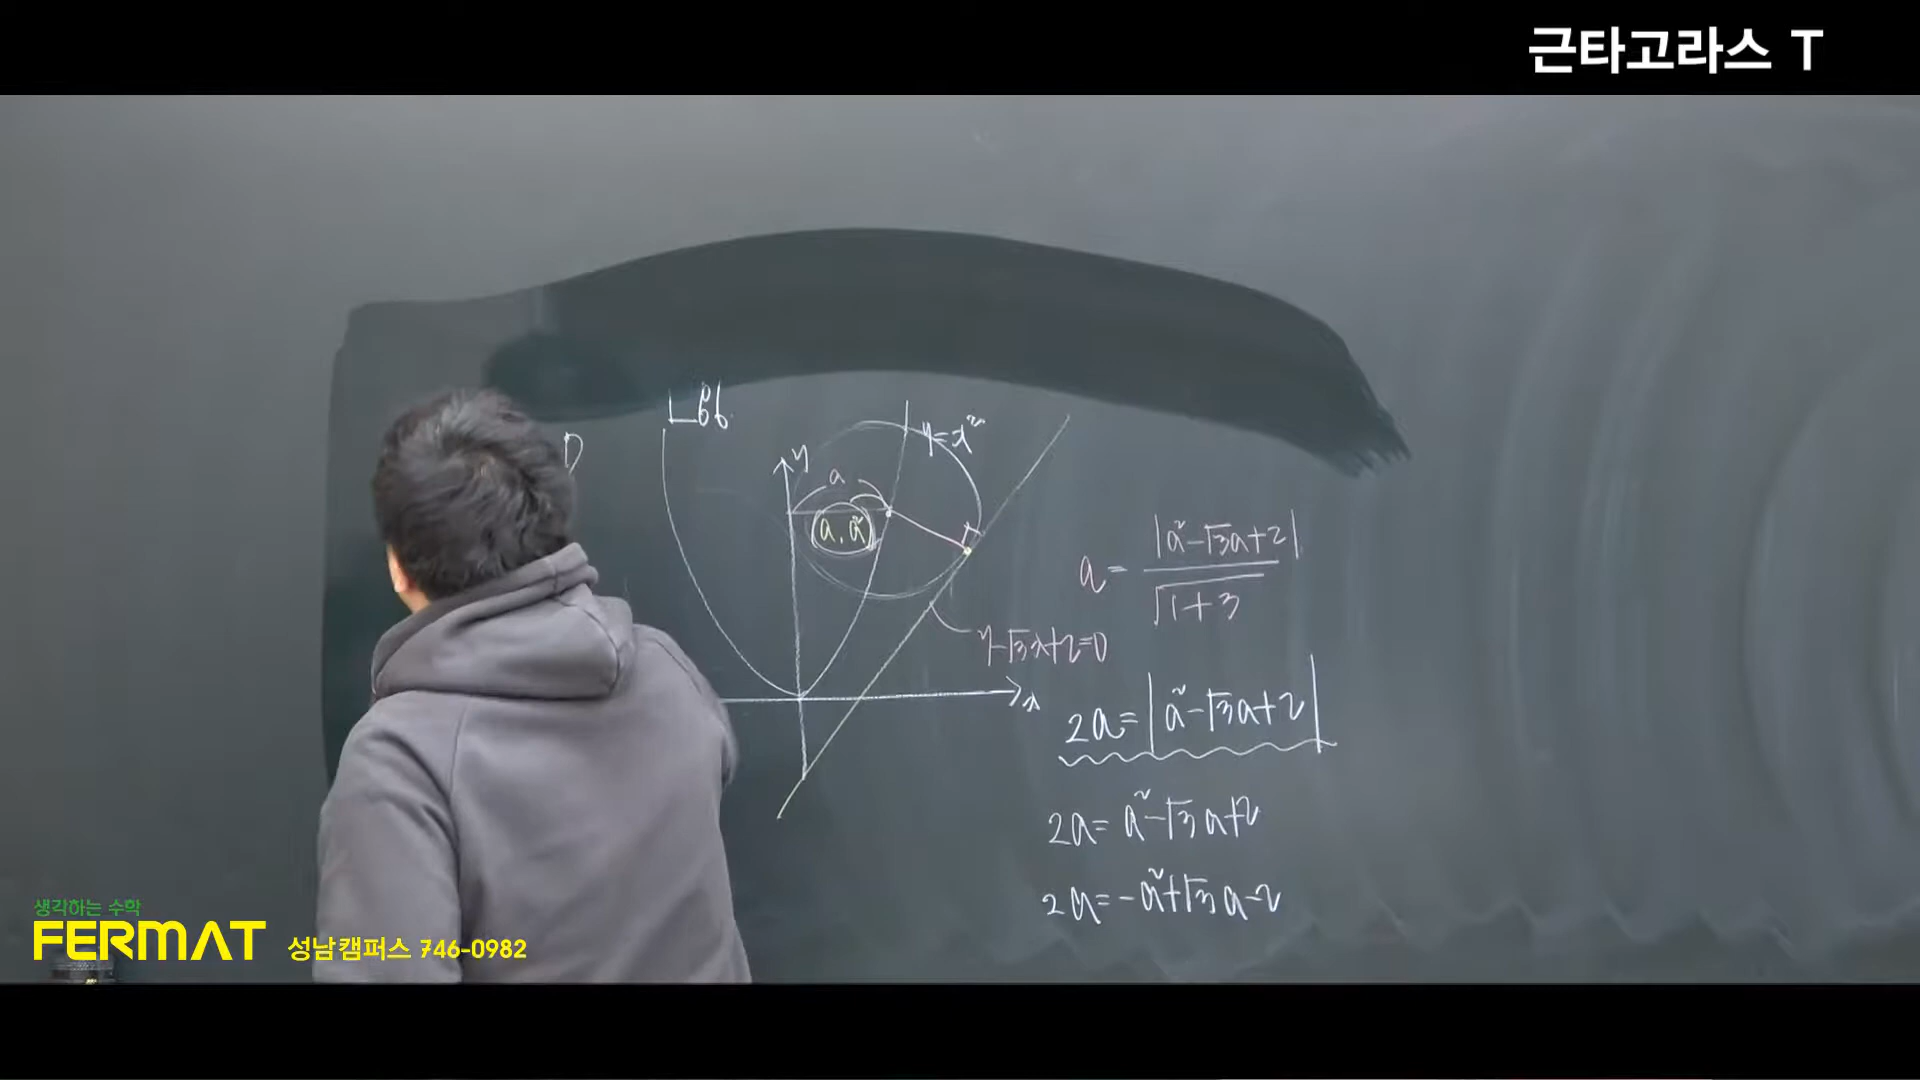 근타고라스 T
y
a
y=x²
(a, a²)
y-√3x+2=0
x
a = |a²-√3a+2| / √1+3
2a = |a²-√3a+2|
2a = a²-√3a+2
2a = -a²+√3a-2
생각하는 수학
FERMAT 성남캠퍼스 746-0982